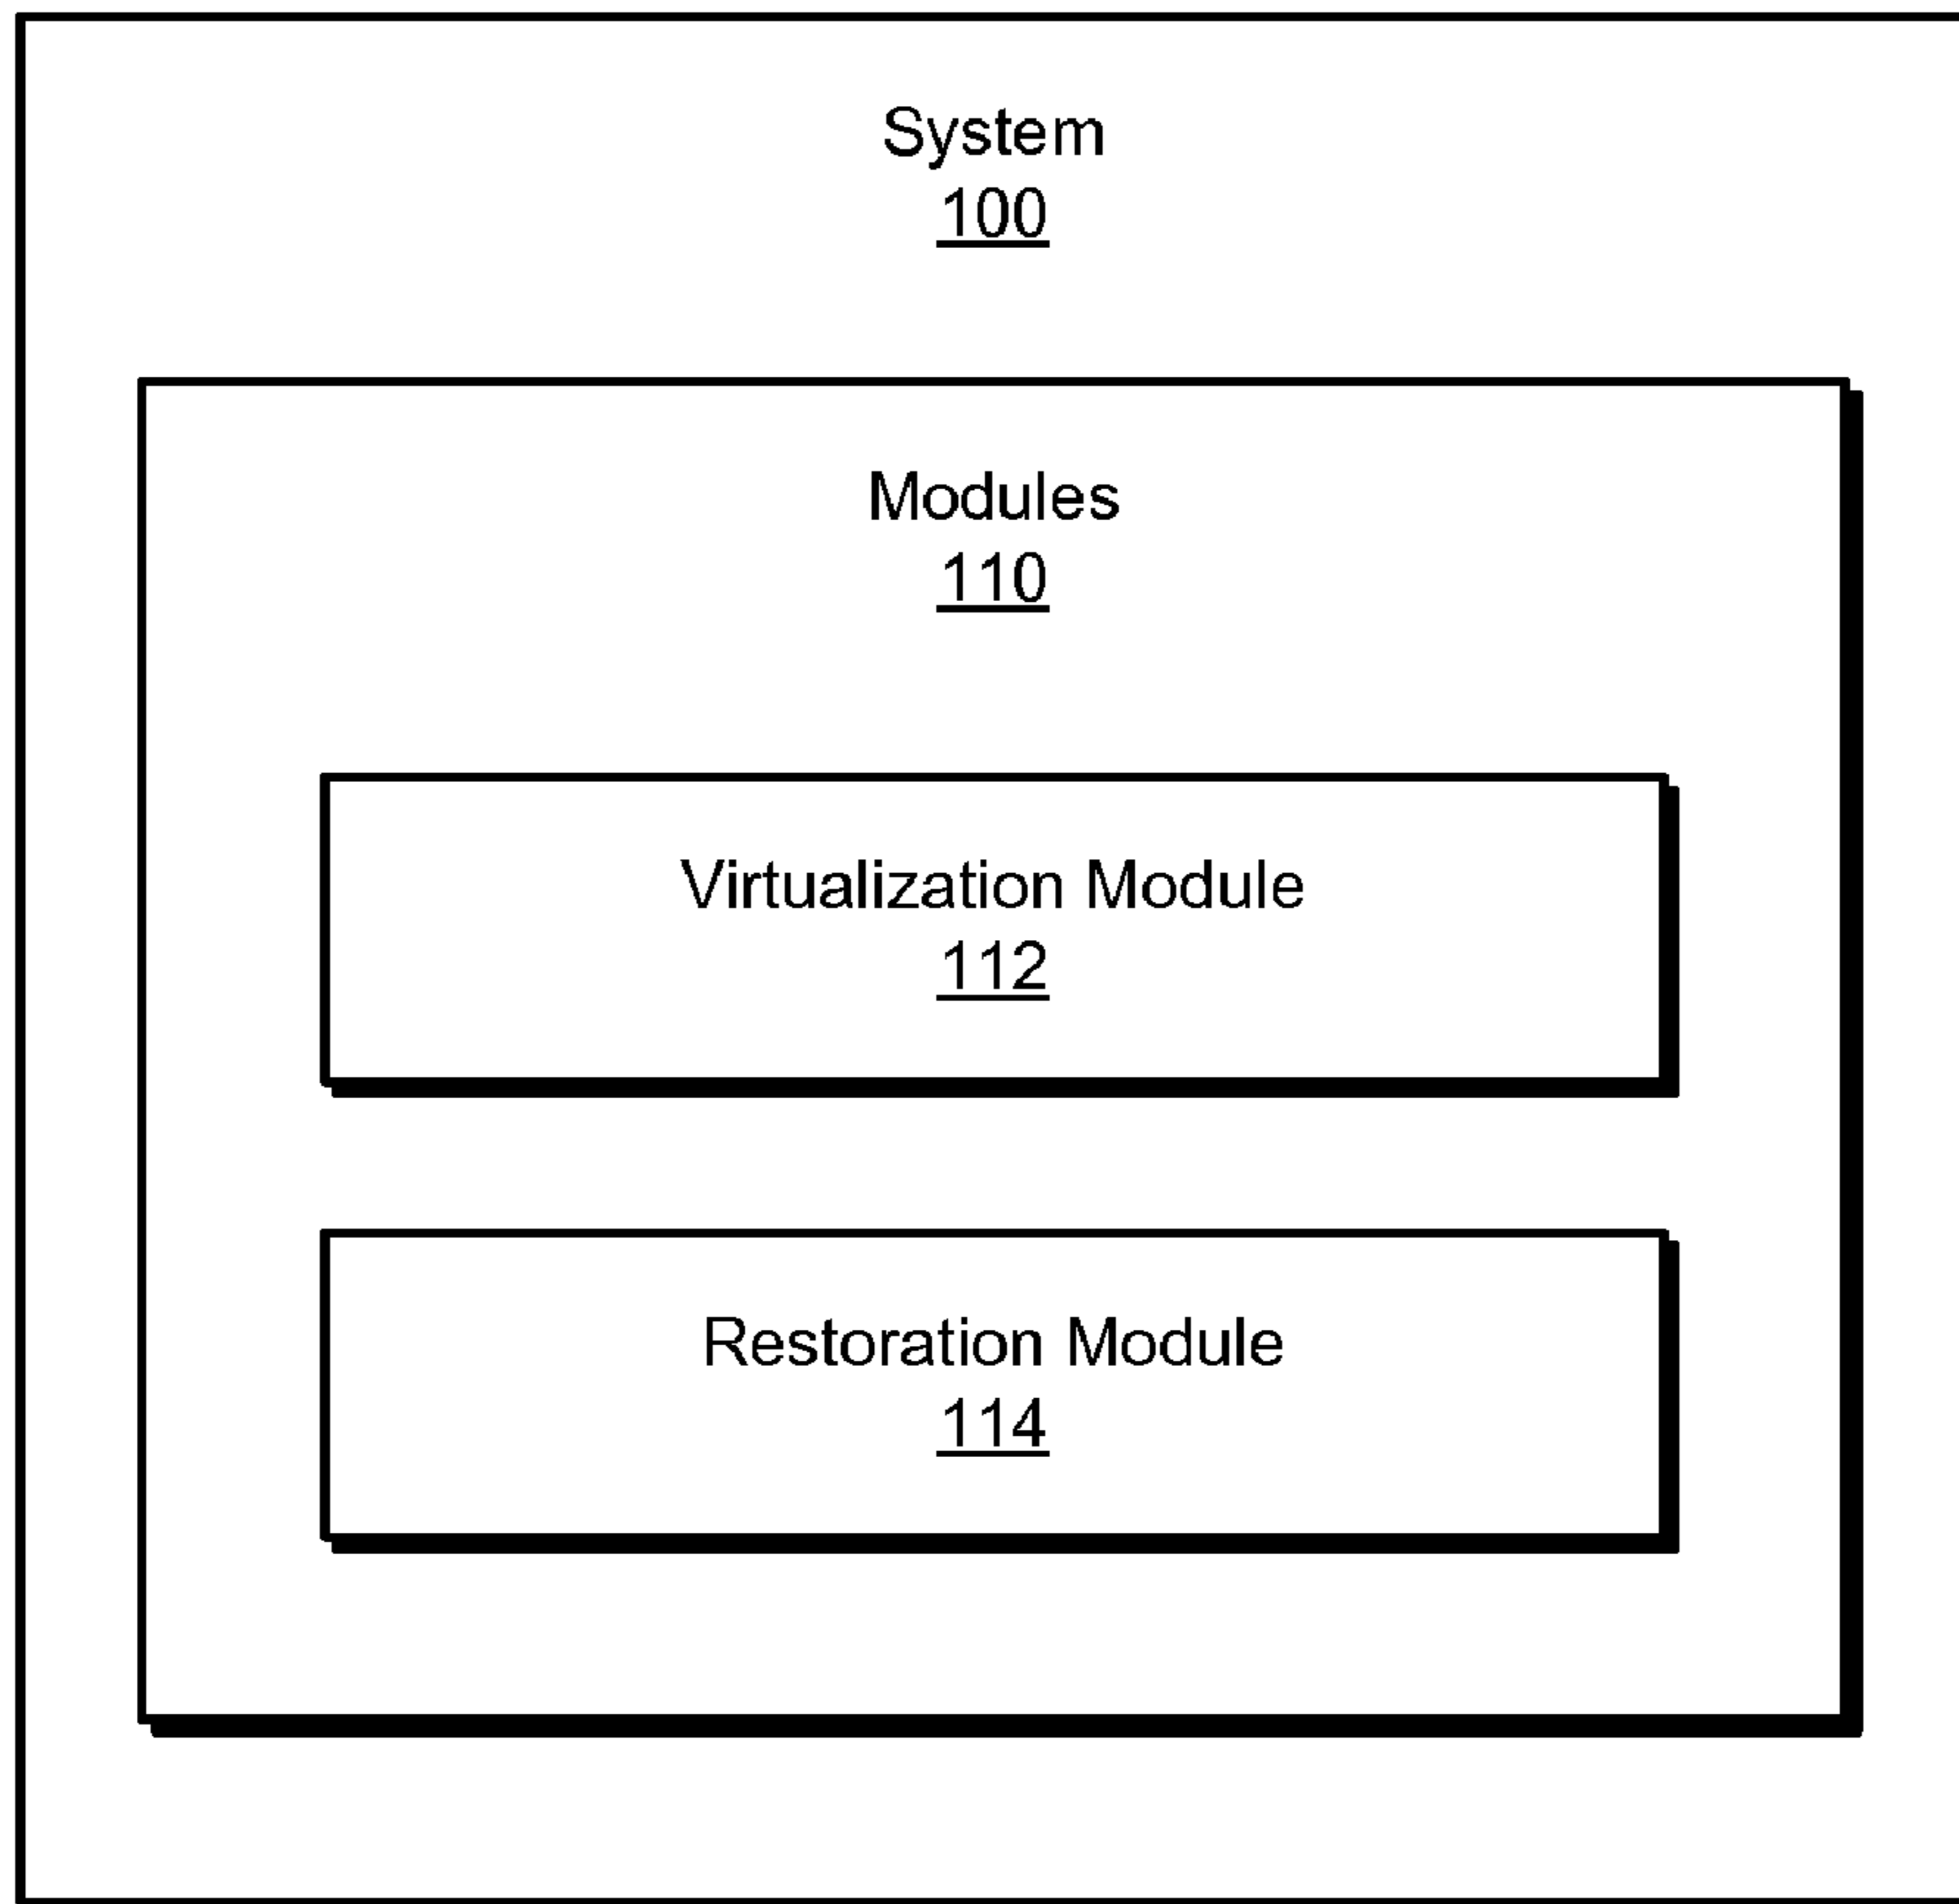 System
100
Modules
110
Virtualization Module
112
Restoration Module
114